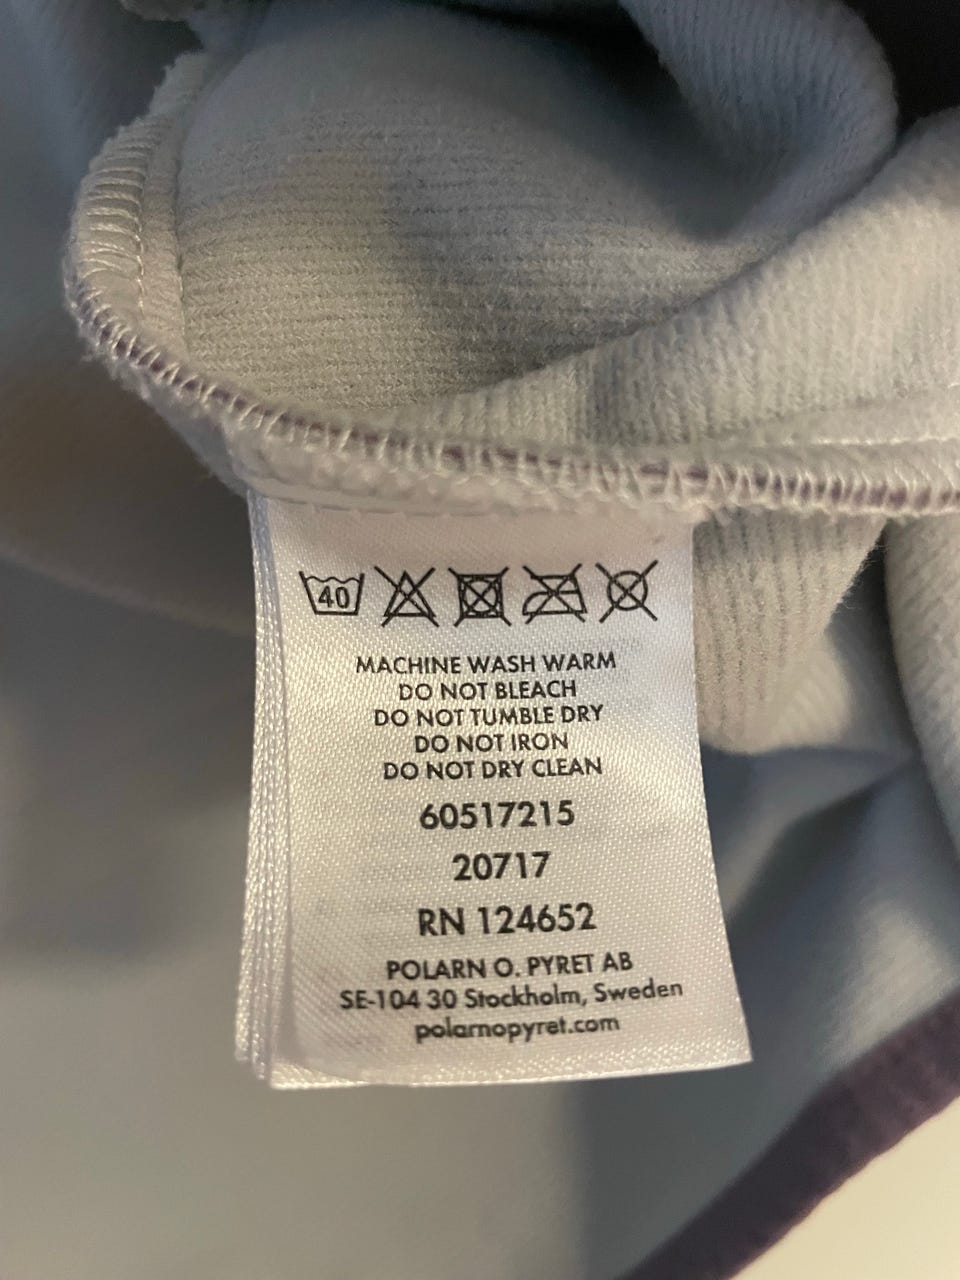 40
MACHINE WASH WARM
DO NOT BLEACH
DO NOT TUMBLE DRY
DO NOT IRON
DO NOT DRY CLEAN
60517215
20717
RN 124652
POLARN O. PYRET AB
SE-104 30 Stockholm, Sweden
polarnopyret.com